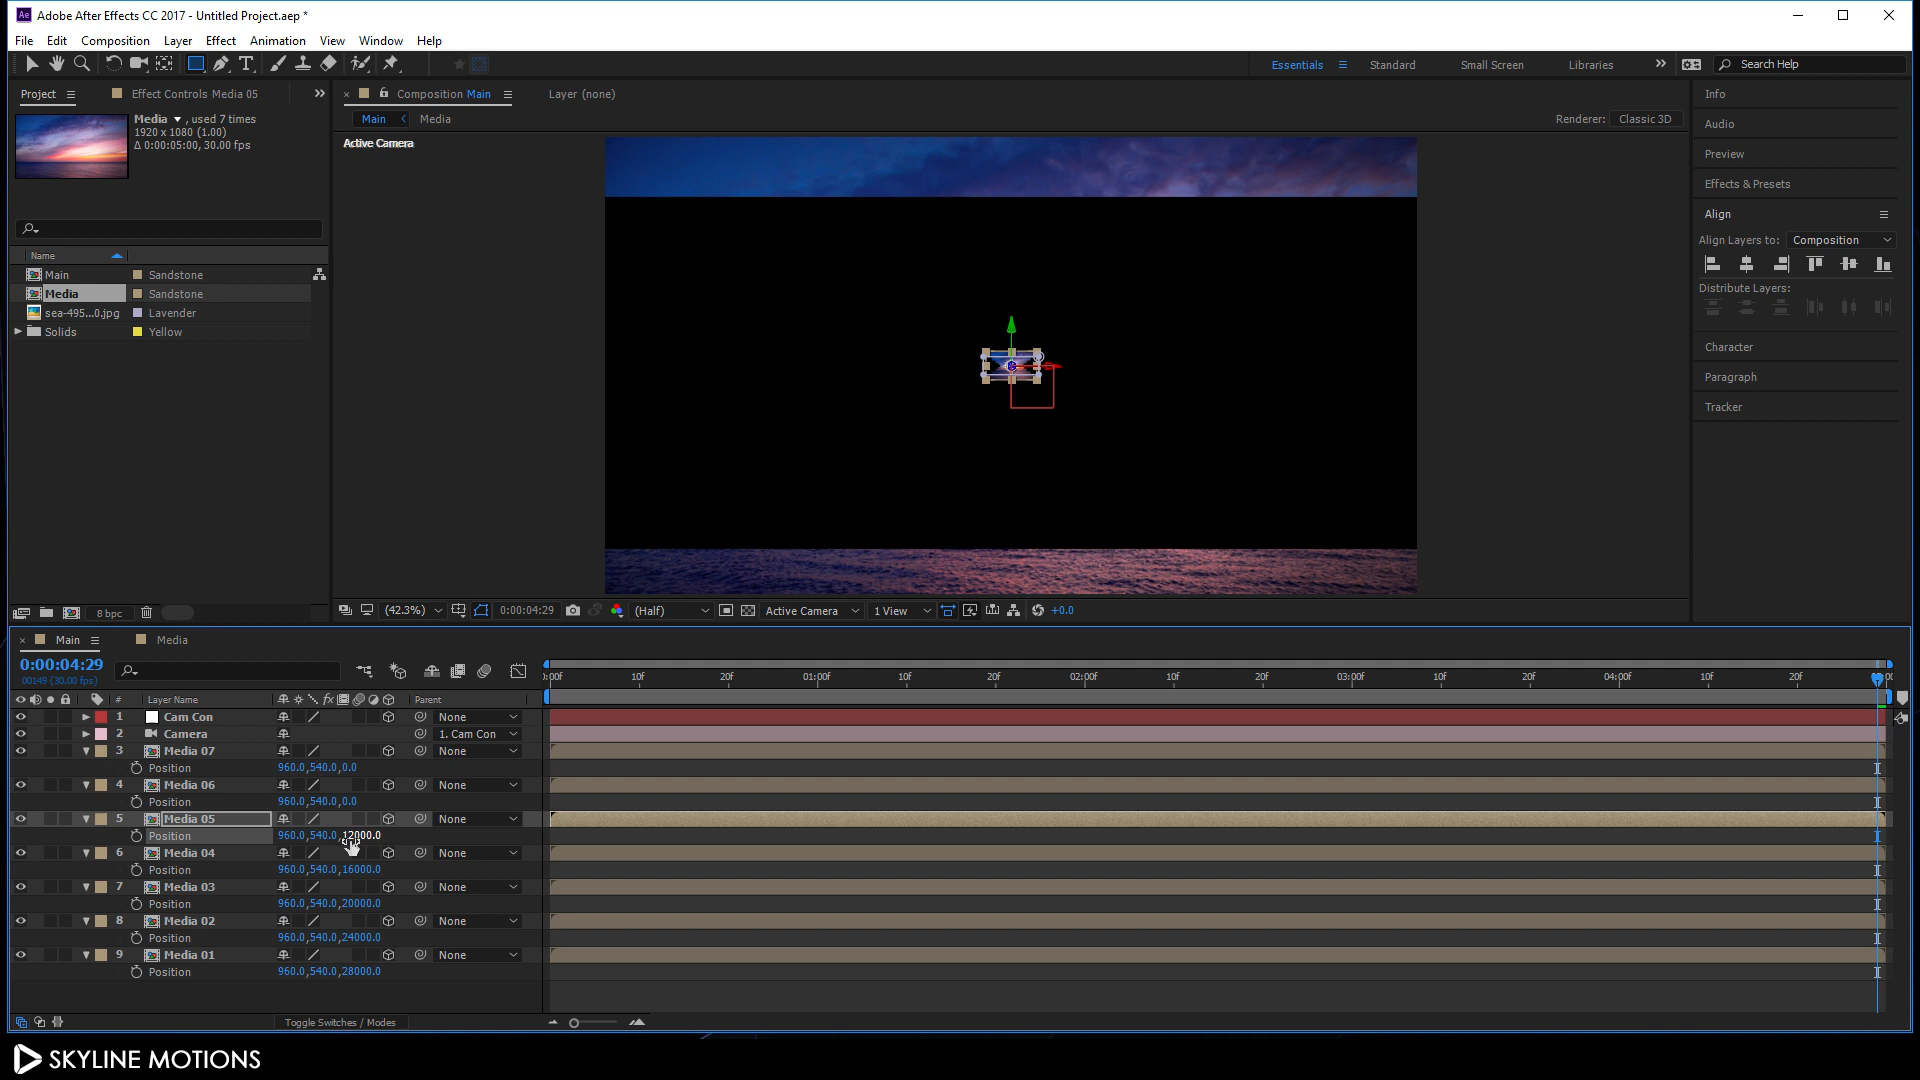 Adobe After Effects CC 2017 - Untitled Project.aep *
File Edit Composition Layer Effect Animation View Window Help
Essentials Standard Small Screen Libraries Search Help
Project Effect Controls Media 05
Composition Main Layer (none)
Main Media
Renderer: Classic 3D
Media , used 7 times
1920 x 1080 (1.00)
Δ 0:00:05:00, 30.00 fps
Active Camera
Name
Main Sandstone
Media Sandstone
sea-495...0.jpg Lavender
Solids Yellow
8 bpc
(42.3%) 0:00:04:29 (Half) Active Camera 1 View +0.0
Info
Audio
Preview
Effects & Presets
Align
Align Layers to: Composition
Distribute Layers:
Character
Paragraph
Tracker
Main Media
0:00:04:29
00149 (30.00 fps)
):00f 10f 20f 01:00f 10f 20f 02:00f 10f 20f 03:00f 10f 20f 04:00f 10f 20f
# Layer Name Parent
1 Cam Con None
2 Camera 1. Cam Con
3 Media 07 None
Position 960.0,540.0,0.0
4 Media 06 None
Position 960.0,540.0,0.0
5 Media 05 None
Position 960.0,540.0,12000.0
6 Media 04 None
Position 960.0,540.0,16000.0
7 Media 03 None
Position 960.0,540.0,20000.0
8 Media 02 None
Position 960.0,540.0,24000.0
9 Media 01 None
Position 960.0,540.0,28000.0
Toggle Switches / Modes
SKYLINE MOTIONS